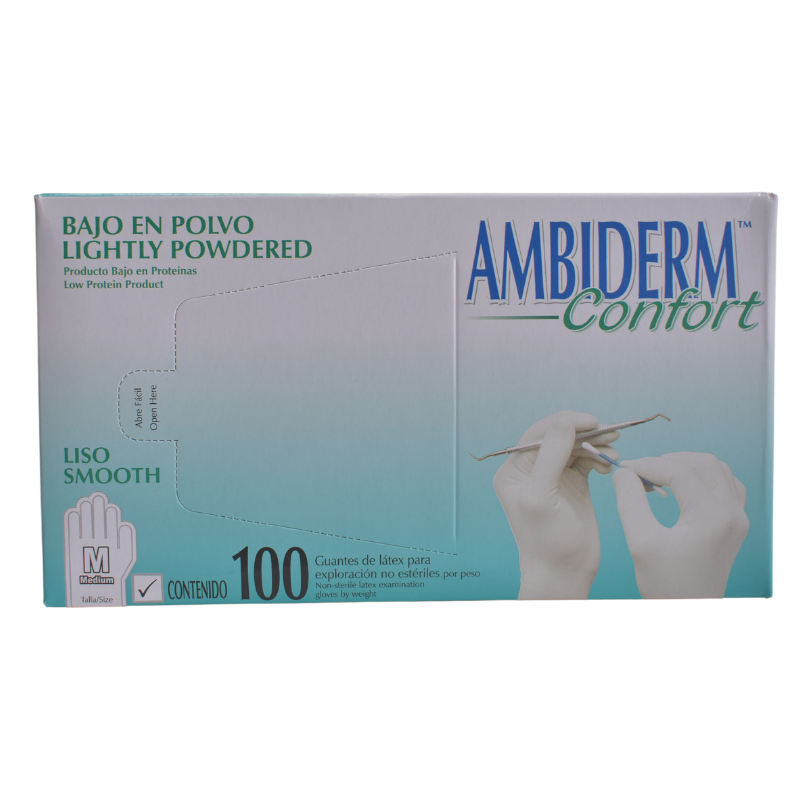 BAJO EN POLVO
LIGHTLY POWDERED
Producto Bajo en Proteínas
Low Protein Product
AMBIDERM™
Confort
Abre Fácil
Open Here
LISO
SMOOTH
M
Medium
Talla/Size
CONTENIDO 100
Guantes de látex para
exploración no estériles por peso
Non-sterile latex examination
gloves by weight